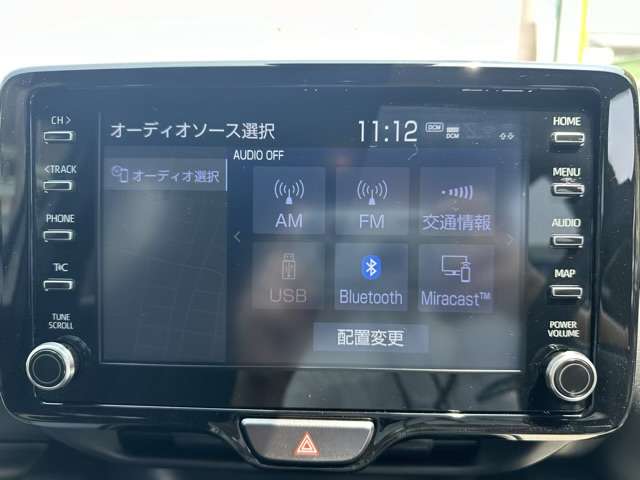 CH >
オーディオソース選択
11:12
DCM
DCM
HOME
AUDIO OFF
< TRACK
オーディオ選択
MENU
AM
FM
交通情報
PHONE
AUDIO
T&C
USB
Bluetooth
Miracast™
MAP
TUNE
SCROLL
配置変更
POWER
VOLUME